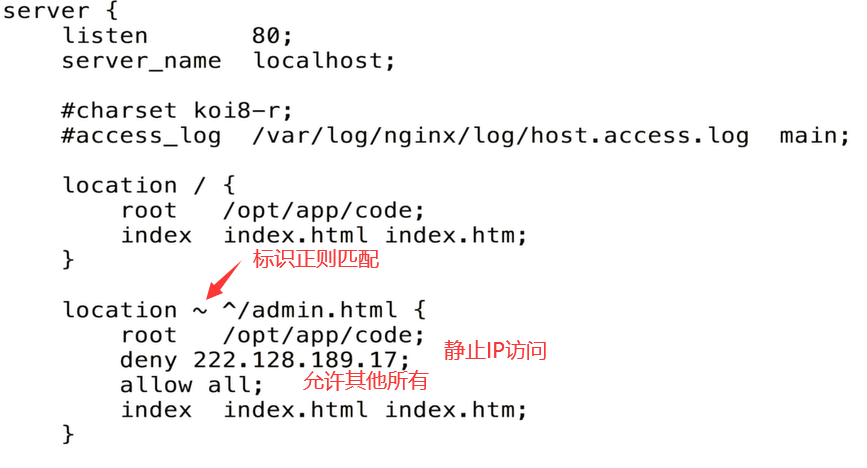 server {
    listen       80;
    server_name  localhost;
    #charset koi8-r;
    #access_log  /var/log/nginx/log/host.access.log  main;
    location / {
        root   /opt/app/code;
        index  index.html index.htm;
    }
标识正则匹配
    location ~ ^/admin.html {
        root   /opt/app/code;
        deny 222.128.189.17;
静止IP访问
        allow all;
允许其他所有
        index  index.html index.htm;
    }